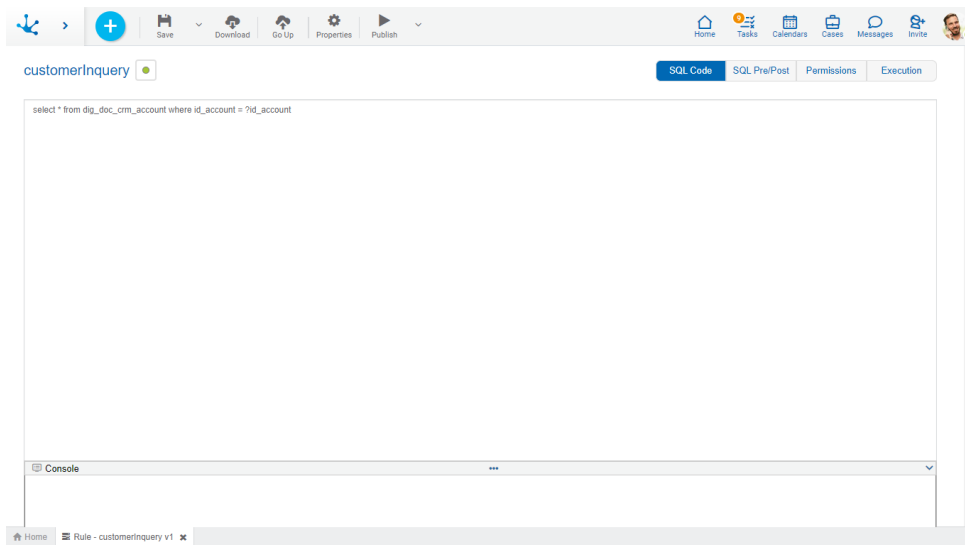 Save
Download
Go Up
Properties
Publish
Home
9
Tasks
Calendars
Cases
Messages
Invite
customerInquery
SQL Code
SQL Pre/Post
Permissions
Execution
select * from dig_doc_crm_account where id_account = ?id_account
Console
Home
Rule - customerInquery v1